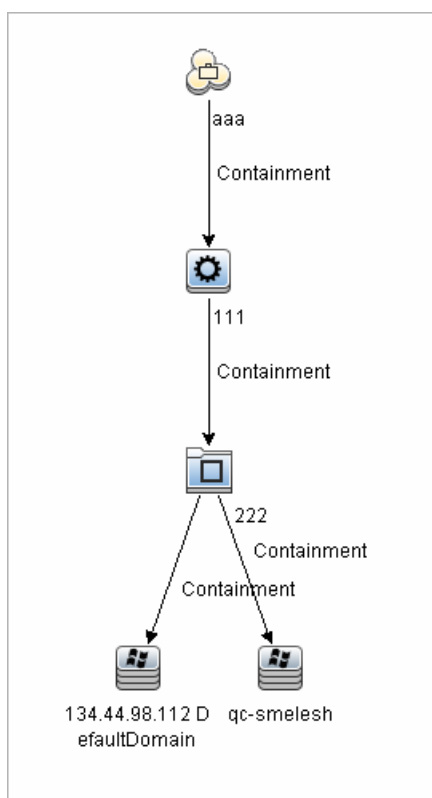 aaa
Containment
111
Containment
222
Containment
Containment
134.44.98.112 D
efaultDomain
qc-smelesh